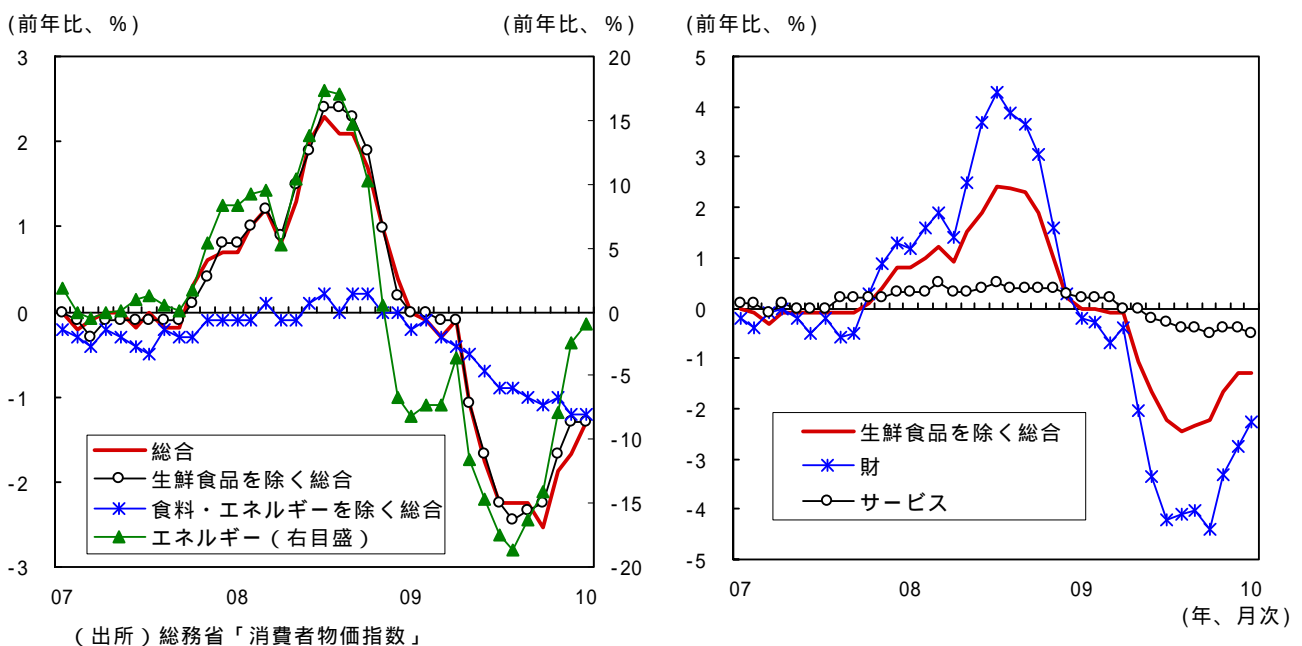 (前年比、%)
(前年比、%)
3
2
1
0
-1
-2
-3
20
15
10
5
0
-5
-10
-15
-20
総合
生鮮食品を除く総合
食料・エネルギーを除く総合
エネルギー（右目盛）
07
08
09
10
（出所）総務省「消費者物価指数」
(前年比、%)
5
4
3
2
1
0
-1
-2
-3
-4
-5
生鮮食品を除く総合
財
サービス
07
08
09
10
(年、月次)